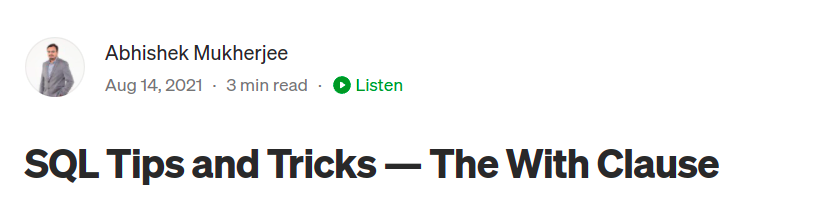 Abhishek Mukherjee
Aug 14, 2021 · 3 min read · Listen
SQL Tips and Tricks — The With Clause